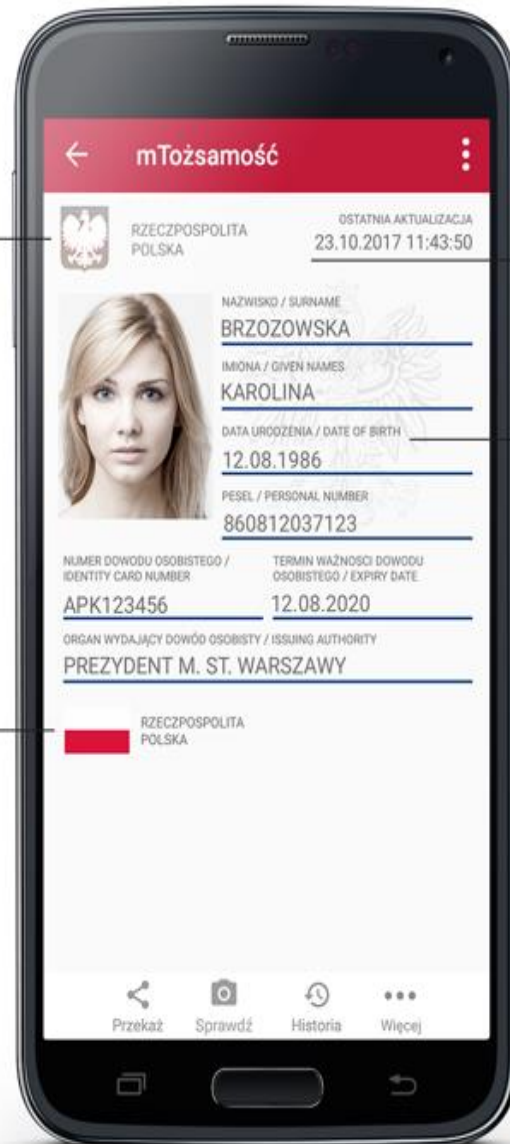 mTożsamość
RZECZPOSPOLITA
POLSKA
OSTATNIA AKTUALIZACJA
23.10.2017 11:43:50
NAZWISKO / SURNAME
BRZOZOWSKA
IMIONA / GIVEN NAMES
KAROLINA
DATA URODZENIA / DATE OF BIRTH
12.08.1986
PESEL / PERSONAL NUMBER
860812037123
NUMER DOWODU OSOBISTEGO /
IDENTITY CARD NUMBER
APK123456
TERMIN WAŻNOSCI DOWODU
OSOBISTEGO / EXPIRY DATE
12.08.2020
ORGAN WYDAJĄCY DOWÓD OSOBISTY / ISSUING AUTHORITY
PREZYDENT M. ST. WARSZAWY
RZECZPOSPOLITA
POLSKA
Przekaż
Sprawdź
Historia
Więcej